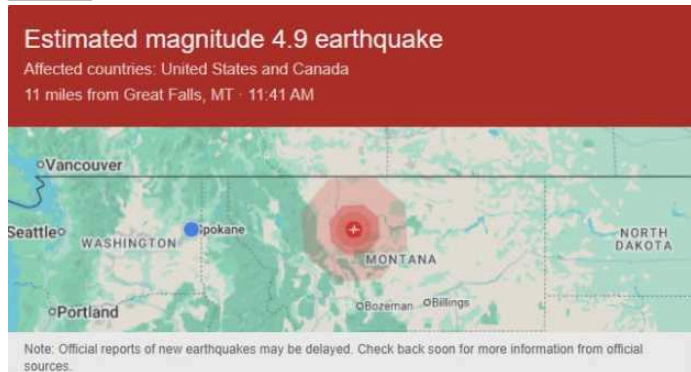 Estimated magnitude 4.9 earthquake
Affected countries: United States and Canada
11 miles from Great Falls, MT · 11:41 AM
Vancouver
Seattle
WASHINGTON
Spokane
MONTANA
NORTH
DAKOTA
Portland
Bozeman
Billings
Note: Official reports of new earthquakes may be delayed. Check back soon for more information from official
sources.